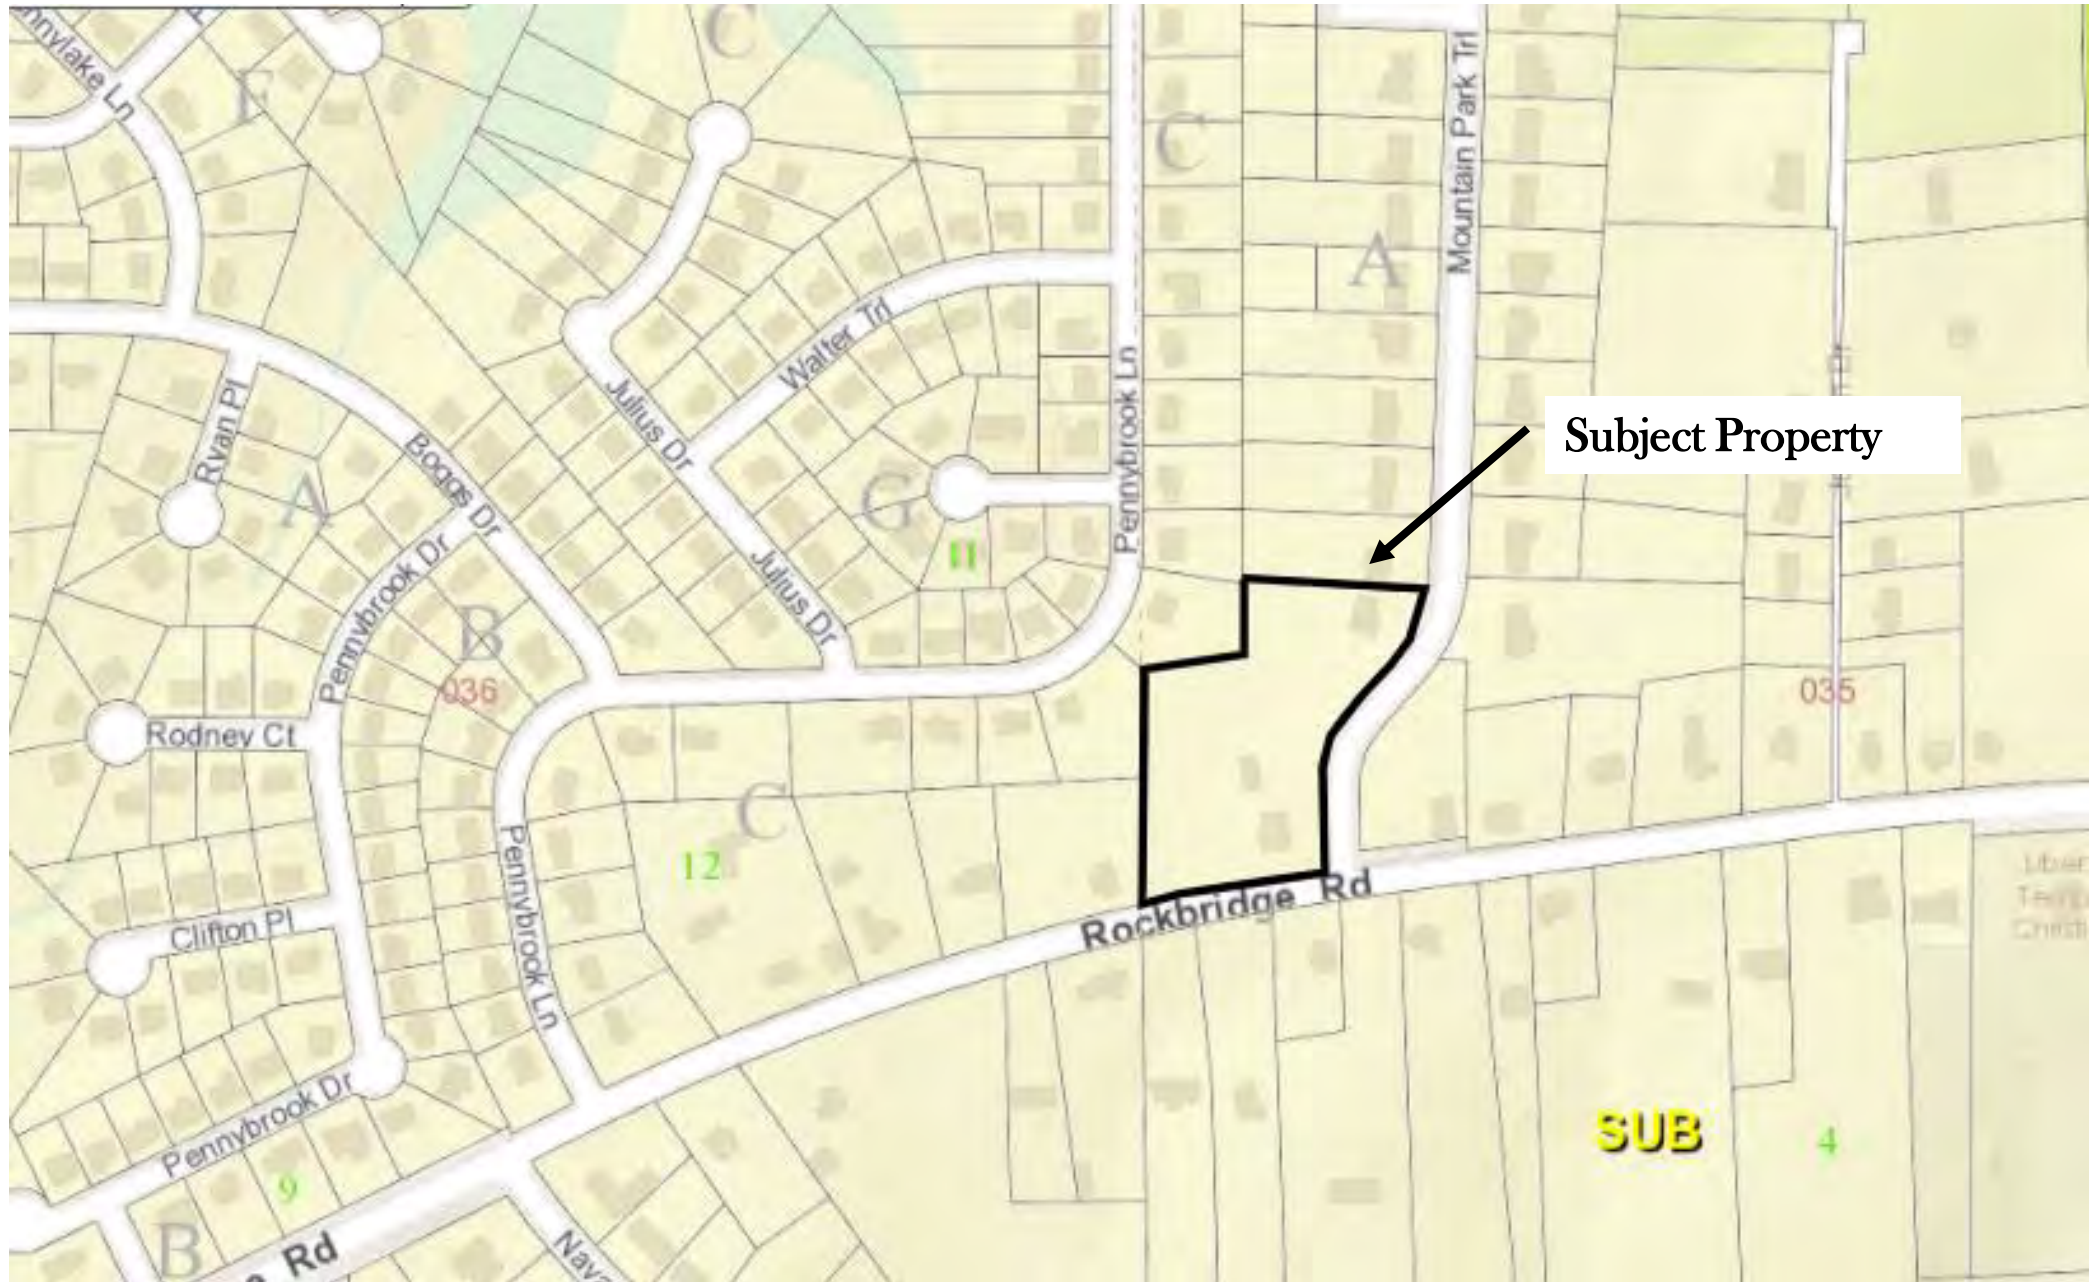 C
F
C
Mountain Park Trl
A
Walter Trl
Julius Dr
Pennybrook Ln
Ryan Pl
Boggs Dr
Subject Property
A
G
11
Pennybrook Dr
Julius Dr
B
036
035
Rodney Ct
C
12
Pennybrook Ln
Rockbridge Rd
Clifton Pl
Pennybrook Dr
SUB
4
9
B
Rd